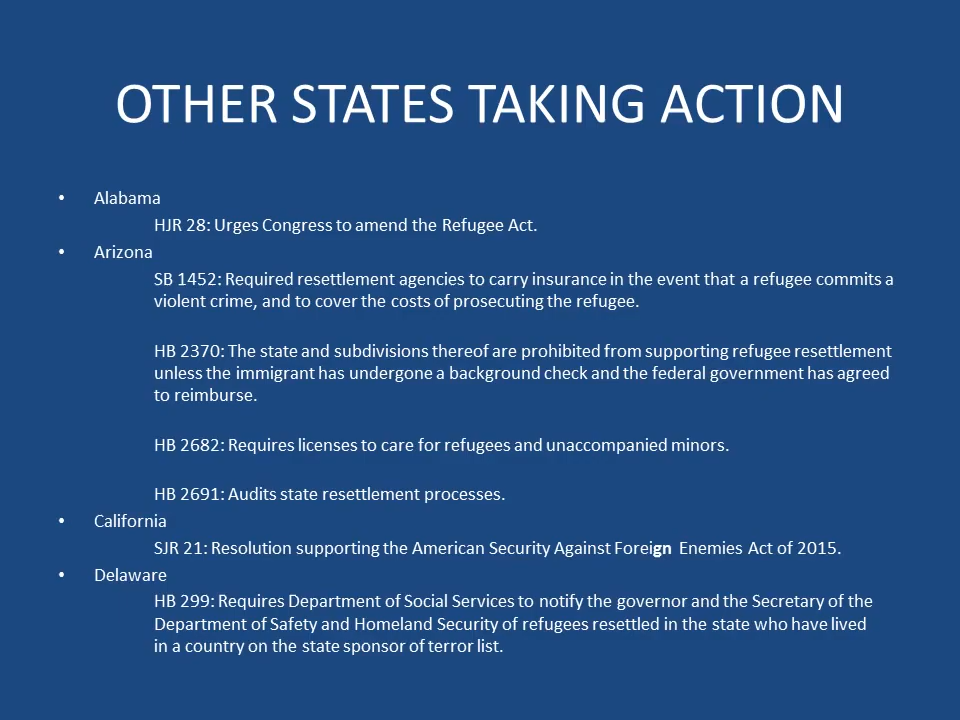 OTHER STATES TAKING ACTION
• Alabama
HJR 28: Urges Congress to amend the Refugee Act.
• Arizona
SB 1452: Required resettlement agencies to carry insurance in the event that a refugee commits a
violent crime, and to cover the costs of prosecuting the refugee.
HB 2370: The state and subdivisions thereof are prohibited from supporting refugee resettlement
unless the immigrant has undergone a background check and the federal government has agreed
to reimburse.
HB 2682: Requires licenses to care for refugees and unaccompanied minors.
HB 2691: Audits state resettlement processes.
• California
SJR 21: Resolution supporting the American Security Against Foreign Enemies Act of 2015.
• Delaware
HB 299: Requires Department of Social Services to notify the governor and the Secretary of the
Department of Safety and Homeland Security of refugees resettled in the state who have lived
in a country on the state sponsor of terror list.